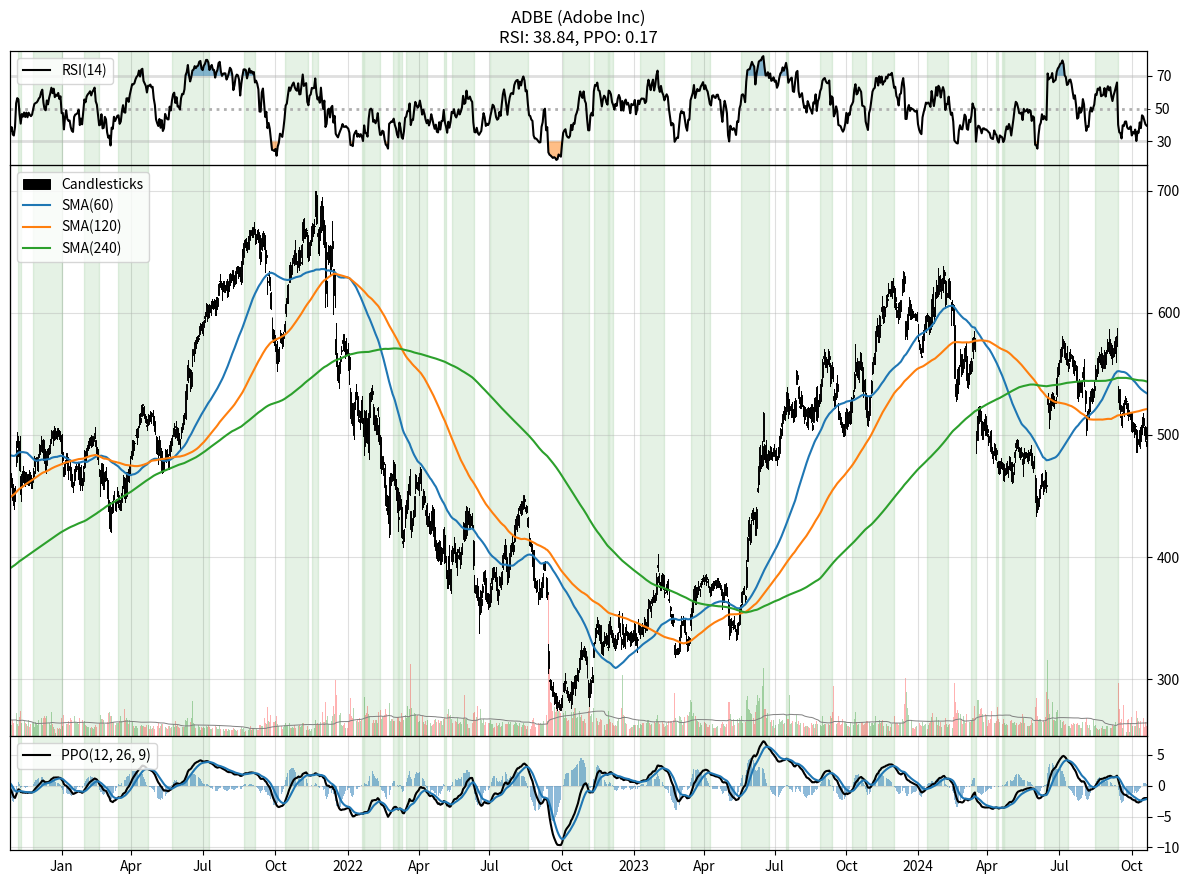 ADBE (Adobe Inc)
RSI: 38.84, PPO: 0.17
RSI(14)
70
50
30
Candlesticks
SMA(60)
SMA(120)
SMA(240)
700
600
500
400
300
PPO(12, 26, 9)
5
0
−5
−10
Jan Apr Jul Oct 2022 Apr Jul Oct 2023 Apr Jul Oct 2024 Apr Jul Oct